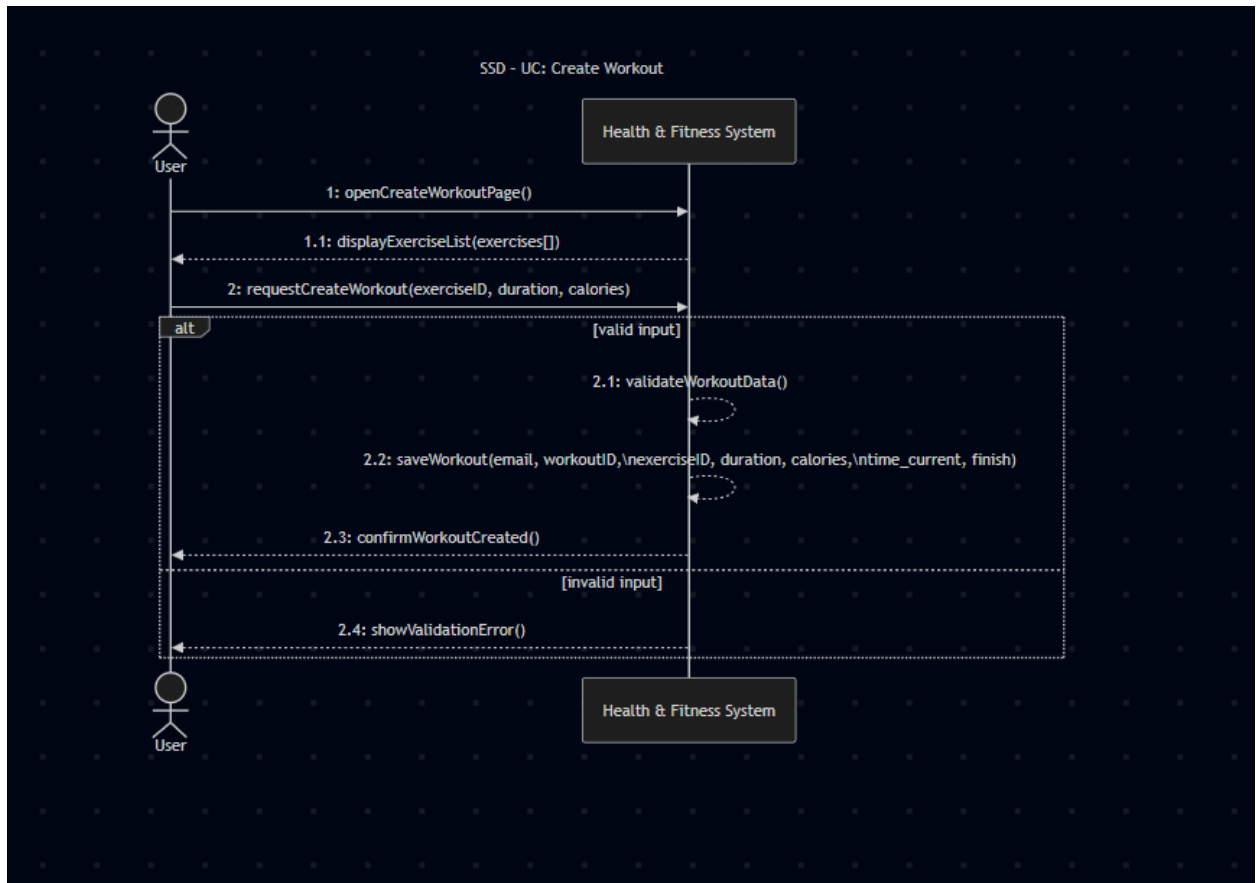 SSD - UC: Create Workout
Health & Fitness System
User
1: openCreateWorkoutPage()
1.1: displayExerciseList(exercises[])
2: requestCreateWorkout(exerciseID, duration, calories)
alt
[valid input]
2.1: validateWorkoutData()
2.2: saveWorkout(email, workoutID,\nexerciseID, duration, calories,\ntime_current, finish)
2.3: confirmWorkoutCreated()
[invalid input]
2.4: showValidationError()
Health & Fitness System
User